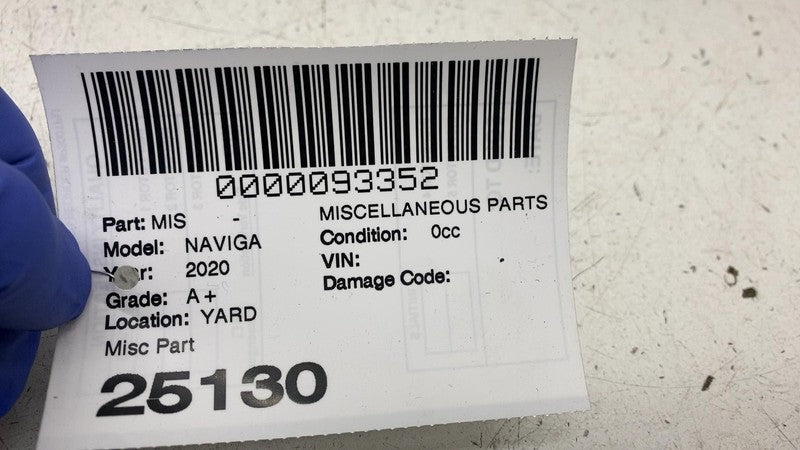 0000093352
Part: MIS - MISCELLANEOUS PARTS
Model: NAVIGA Condition: 0cc
Year: 2020 VIN:
Grade: A + Damage Code:
Location: YARD
Misc Part
25130